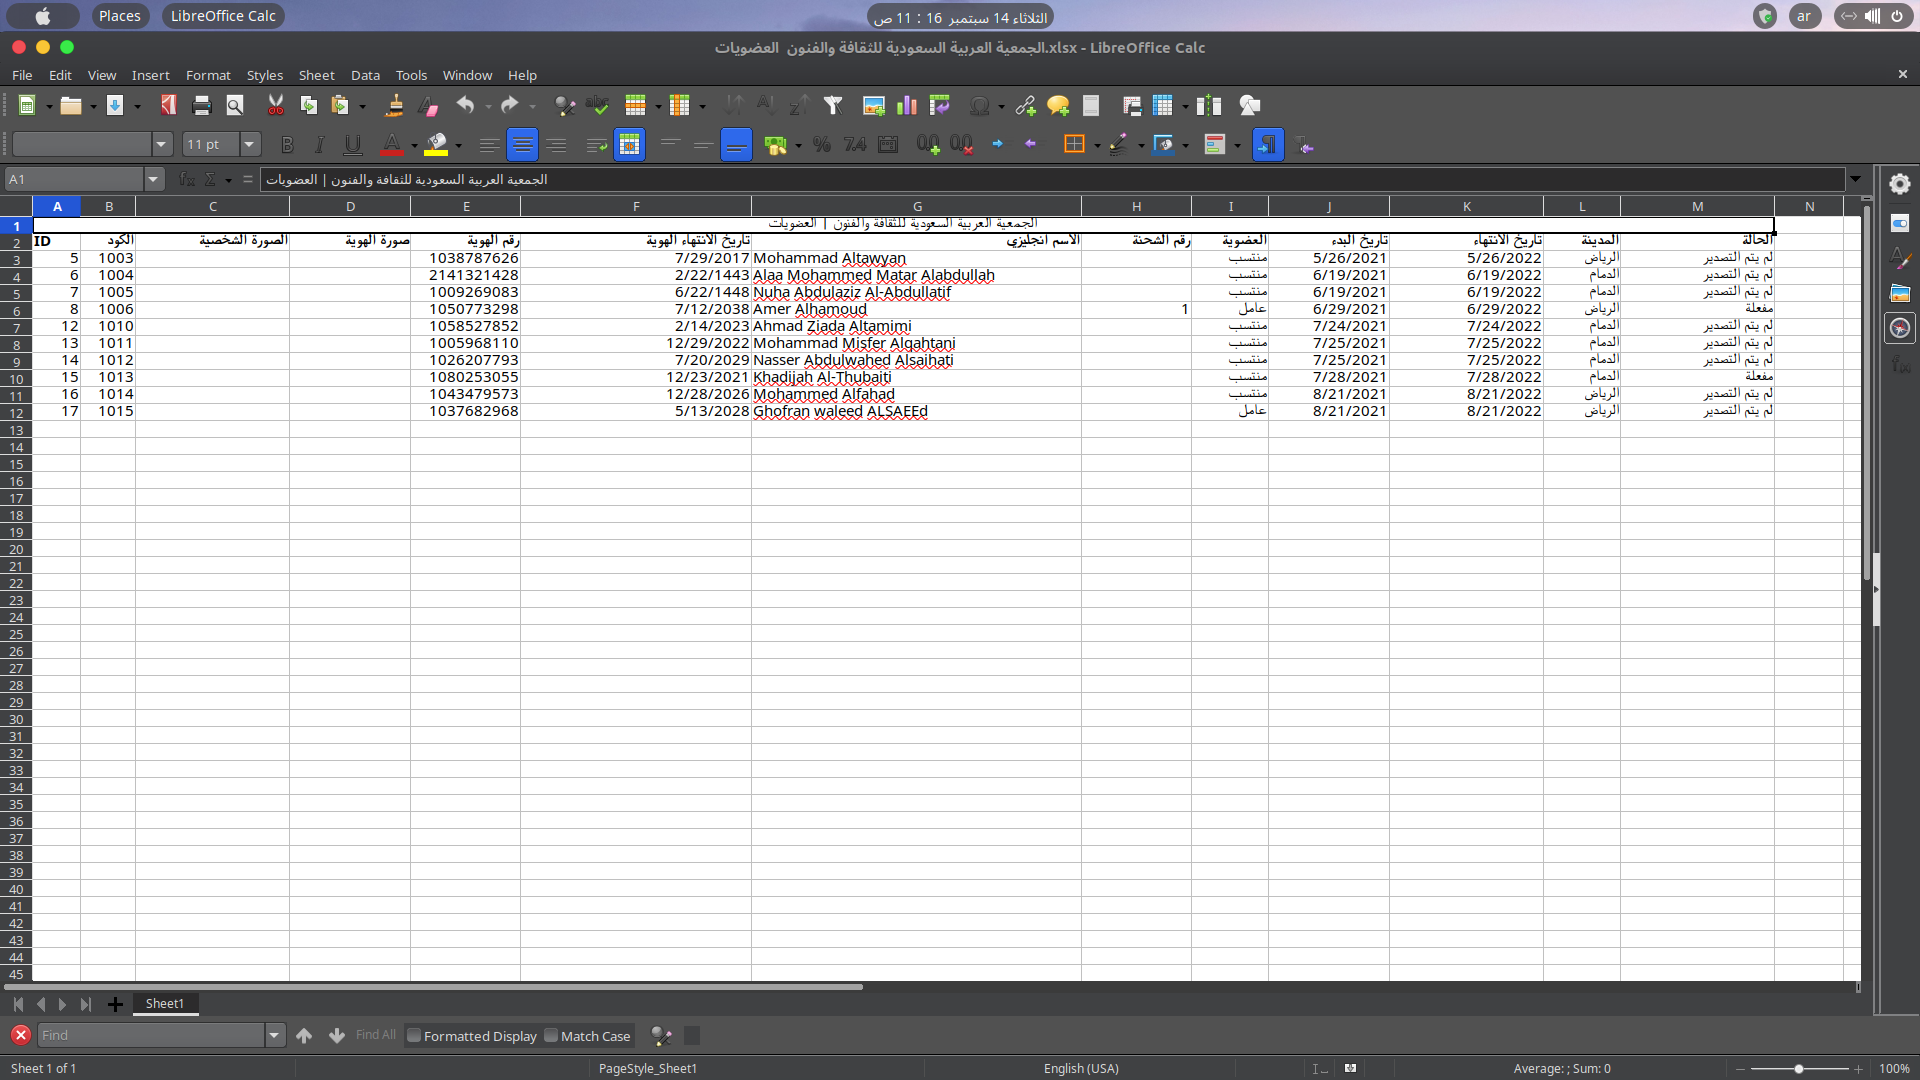 Places LibreOffice Calc الثلاثاء 14 سبتمبر 16 : 11 ص ar
الجمعية العربية السعودية للثقافة والفنون العضويات.xlsx - LibreOffice Calc
File Edit View Insert Format Styles Sheet Data Tools Window Help
11 pt
A1 الجمعية العربية السعودية للثقافة والفنون | العضويات
A B C D E F G H I J K L M N
1 الجمعية العربية السعودية للثقافة والفنون | العضويات
2 ID الكود الصورة الشخصية صورة الهوية رقم الهوية تاريخ الانتهاء الهوية الاسم انجليزي رقم الشحنة العضوية تاريخ البدء تاريخ الانتهاء المدينة الحالة
3 5 1003 1038787626 7/29/2017 Mohammad Altawyan منتسب 5/26/2021 5/26/2022 الرياض لم يتم التصدير
4 6 1004 2141321428 2/22/1443 Alaa Mohammed Matar Alabdullah منتسب 6/19/2021 6/19/2022 الدمام لم يتم التصدير
5 7 1005 1009269083 6/22/1448 Nuha Abdulaziz Al-Abdullatif منتسب 6/19/2021 6/19/2022 الدمام لم يتم التصدير
6 8 1006 1050773298 7/12/2038 Amer Alhamoud 1 عامل 6/29/2021 6/29/2022 الرياض مفعلة
7 12 1010 1058527852 2/14/2023 Ahmad Ziada Altamimi منتسب 7/24/2021 7/24/2022 الدمام لم يتم التصدير
8 13 1011 1005968110 12/29/2022 Mohammad Misfer Alqahtani منتسب 7/25/2021 7/25/2022 الدمام لم يتم التصدير
9 14 1012 1026207793 7/20/2029 Nasser Abdulwahed Alsaihati منتسب 7/25/2021 7/25/2022 الدمام لم يتم التصدير
10 15 1013 1080253055 12/23/2021 Khadijah Al-Thubaiti منتسب 7/28/2021 7/28/2022 الدمام مفعلة
11 16 1014 1043479573 12/28/2026 Mohammed Alfahad منتسب 8/21/2021 8/21/2022 الرياض لم يتم التصدير
12 17 1015 1037682968 5/13/2028 Ghofran waleed ALSAEEd عامل 8/21/2021 8/21/2022 الرياض لم يتم التصدير
13
14
15
16
17
18
19
20
21
22
23
24
25
26
27
28
29
30
31
32
33
34
35
36
37
38
39
40
41
42
43
44
45
Sheet1
Find Find All Formatted Display Match Case
Sheet 1 of 1 PageStyle_Sheet1 English (USA) Average: ; Sum: 0 100%